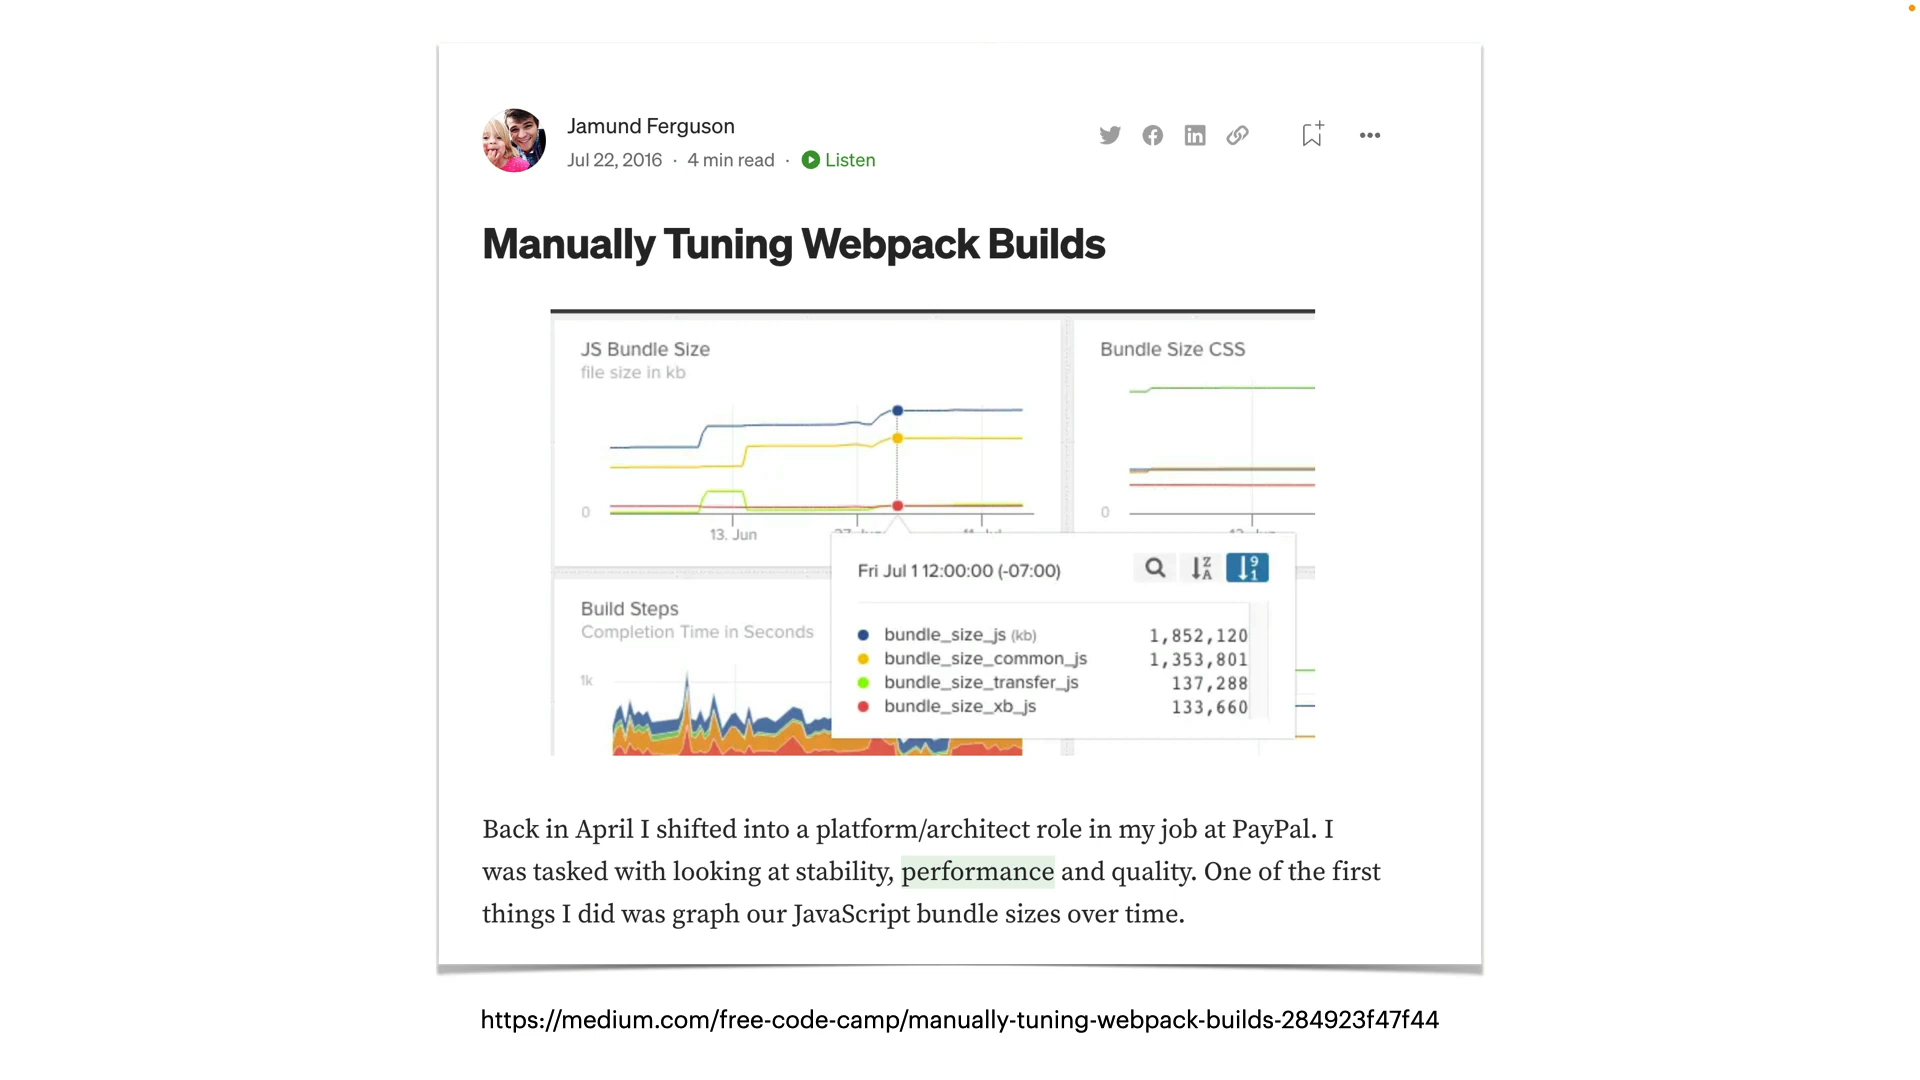 Jamund Ferguson
Jul 22, 2016 · 4 min read · Listen
Manually Tuning Webpack Builds
JS Bundle Size
file size in kb
0
13. Jun
Bundle Size CSS
0
Build Steps
Completion Time in Seconds
1k
Fri Jul 1 12:00:00 (-07:00)
bundle_size_js (kb) 1,852,120
bundle_size_common_js 1,353,801
bundle_size_transfer_js 137,288
bundle_size_xb_js 133,660
Back in April I shifted into a platform/architect role in my job at PayPal. I
was tasked with looking at stability, performance and quality. One of the first
things I did was graph our JavaScript bundle sizes over time.
https://medium.com/free-code-camp/manually-tuning-webpack-builds-284923f47f44